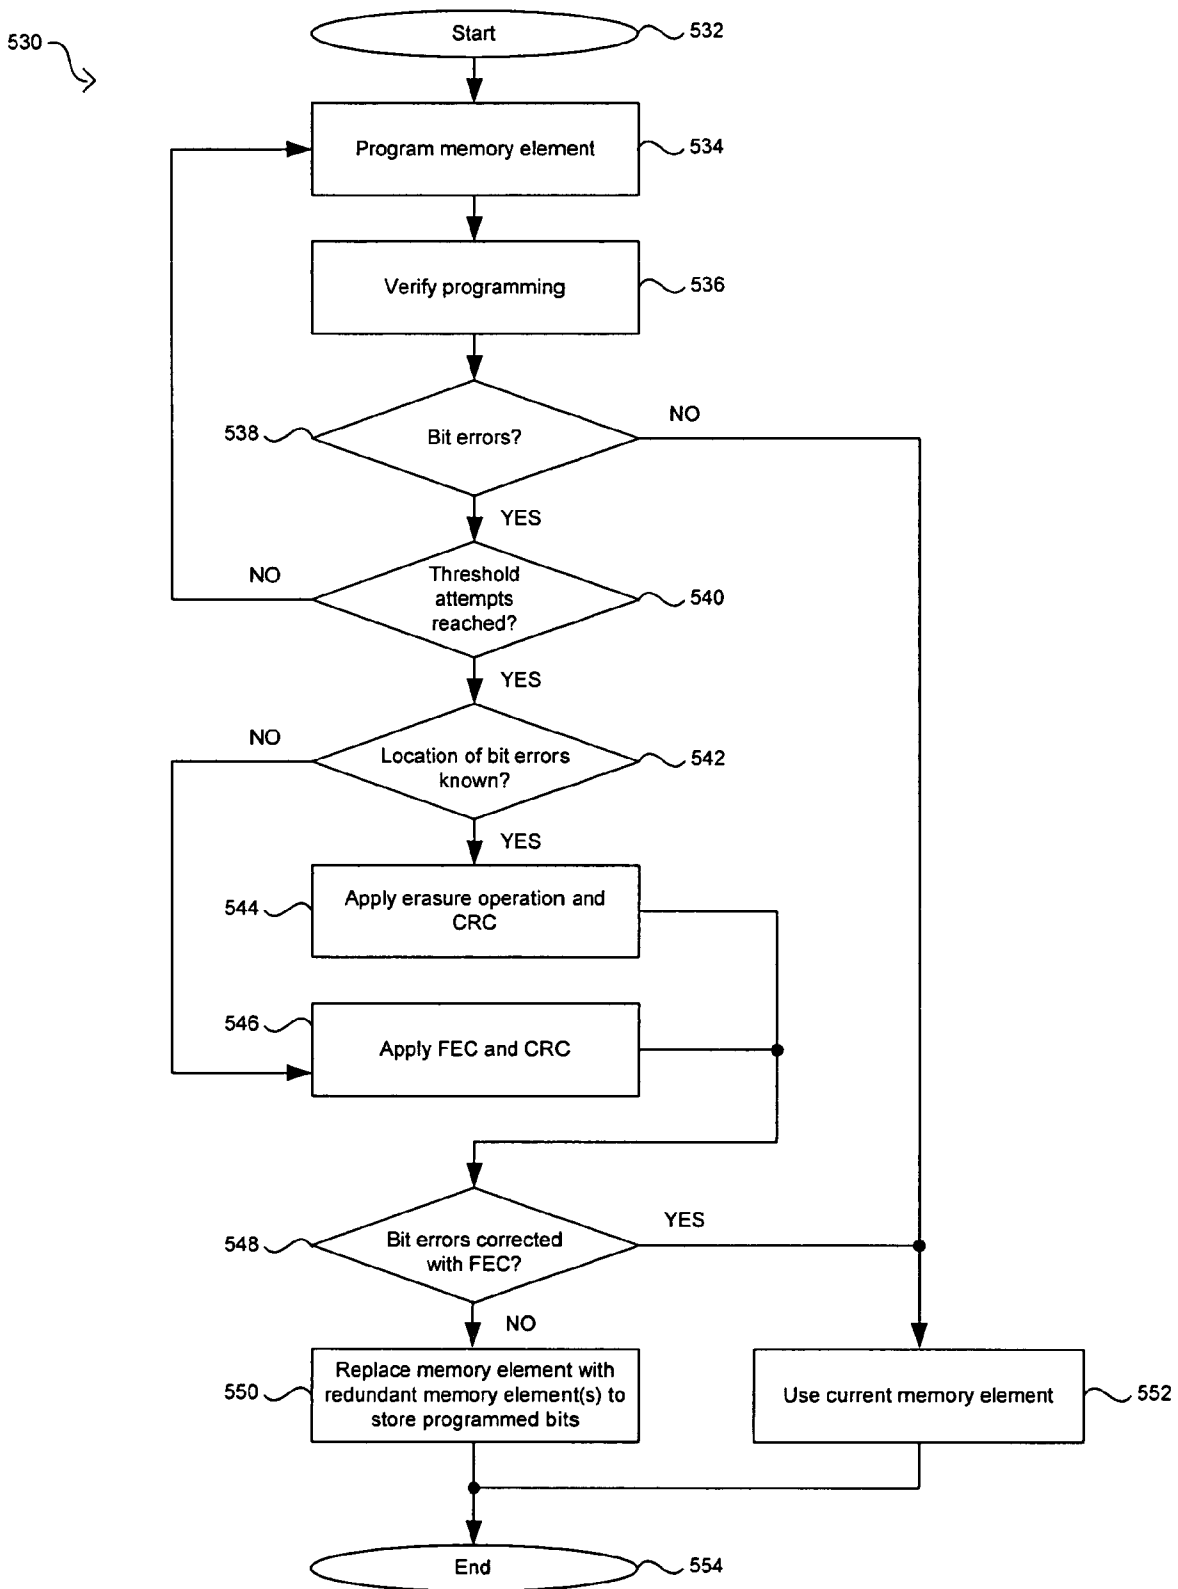 Start
532
530
Program memory element
534
Verify programming
536
NO
538
Bit errors?
YES
NO
Threshold
attempts
reached?
540
YES
NO
Location of bit errors
known?
542
YES
544
Apply erasure operation and
CRC
546
Apply FEC and CRC
YES
548
Bit errors corrected
with FEC?
NO
550
Replace memory element with
redundant memory element(s) to
store programmed bits
Use current memory element
552
End
554